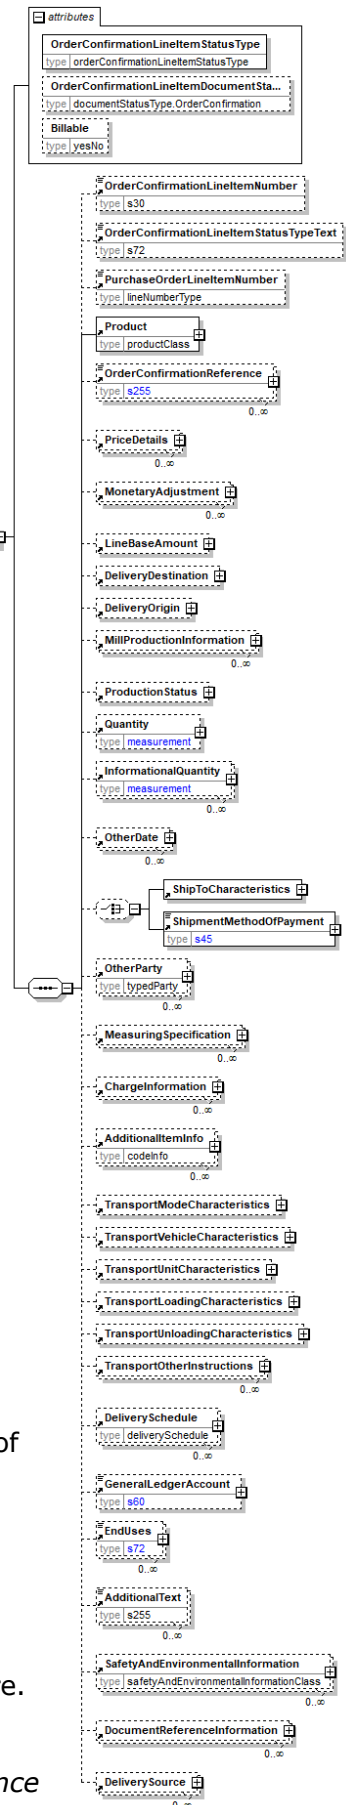 attributes
OrderConfirmationLineItemStatusType
type orderConfirmationLineItemStatusType
OrderConfirmationLineItemDocumentSta...
type documentStatusType.OrderConfirmation
Billable
type yesNo
OrderConfirmationLineItemNumber
type s30
OrderConfirmationLineItemStatusTypeText
type s72
PurchaseOrderLineItemNumber
type lineNumberType
Product
type productClass
OrderConfirmationReference
type s255
0..∞
PriceDetails
0..∞
MonetaryAdjustment
0..∞
LineBaseAmount
DeliveryDestination
DeliveryOrigin
MillProductionInformation
0..∞
ProductionStatus
Quantity
type measurement
InformationalQuantity
type measurement
0..∞
OtherDate
0..∞
ShipToCharacteristics
ShipmentMethodOfPayment
type s45
OtherParty
type typedParty
0..∞
MeasuringSpecification
0..∞
ChargeInformation
0..∞
AdditionalItemInfo
type codeInfo
0..∞
TransportModeCharacteristics
TransportVehicleCharacteristics
TransportUnitCharacteristics
TransportLoadingCharacteristics
TransportUnloadingCharacteristics
TransportOtherInstructions
0..∞
DeliverySchedule
type deliverySchedule
0..∞
of
GeneralLedgerAccount
type s60
EndUses
type s72
0..∞
AdditionalText
type s255
0..∞
SafetyAndEnvironmentalInformation
type safetyAndEnvironmentalInformationClass
0..∞
e.
DocumentReferenceInformation
0..∞
nce
DeliverySource
0..∞